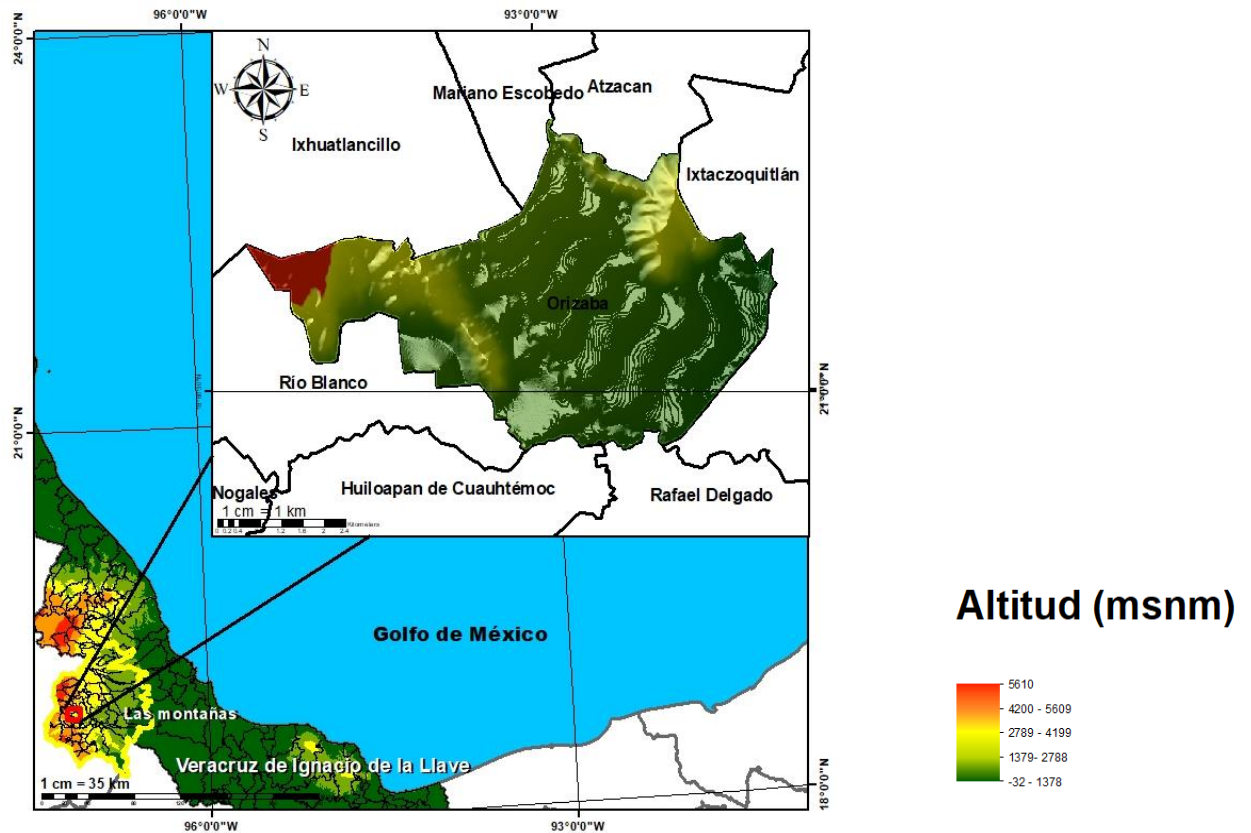 96°0'0"W
93°0'0"W
24°0'0"N
N
W
E
S
Mariano Escobedo
Atzacan
Ixhuatlancillo
Ixtaczoquitlán
Orizaba
Río Blanco
21°0'0"N
21°0'0"N
Nogales
Huiloapan de Cuauhtémoc
Rafael Delgado
1 cm = 1 km
Kilometers
Golfo de México
Altitud (msnm)
5610
4200 - 5609
2789 - 4199
1379- 2788
-32 - 1378
Las montañas
Veracruz de Ignacio de la Llave
1 cm = 35 km
18°0'0"N
96°0'0"W
93°0'0"W